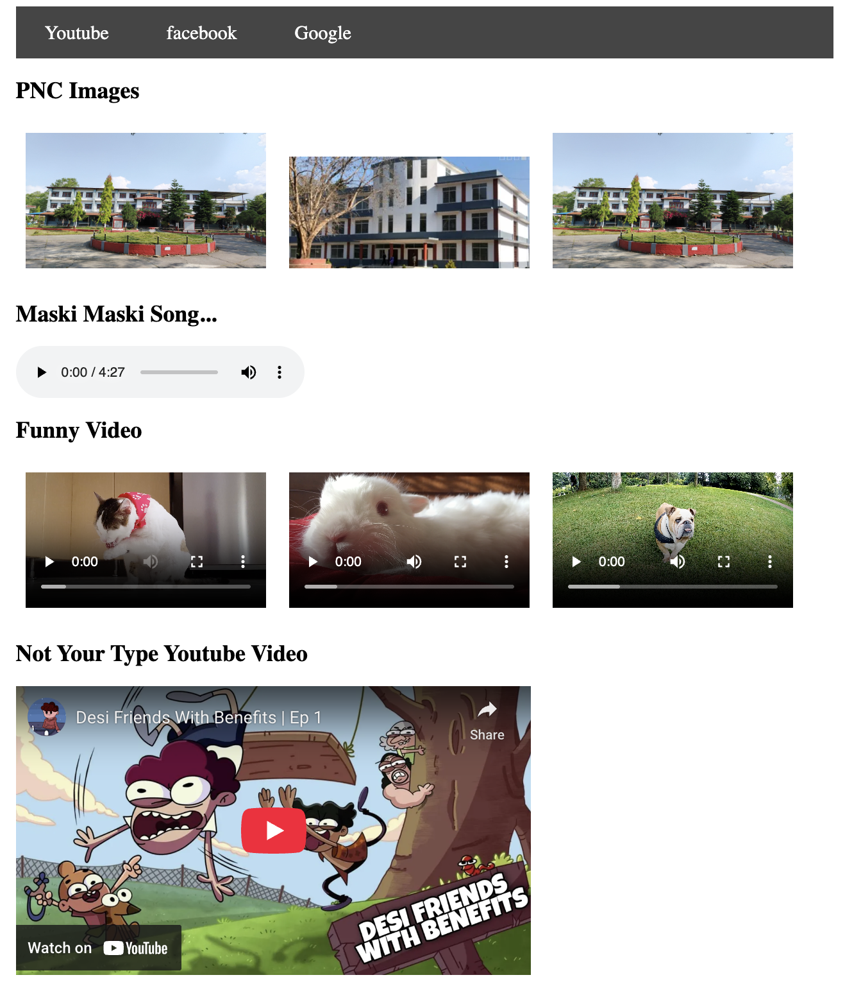 Youtube facebook Google
PNC Images
Maski Maski Song...
0:00 / 4:27
Funny Video
0:00 0:00 0:00
Not Your Type Youtube Video
Desi Friends With Benefits | Ep 1
Share
DESI FRIENDS
WITH BENEFITS
Watch on YouTube